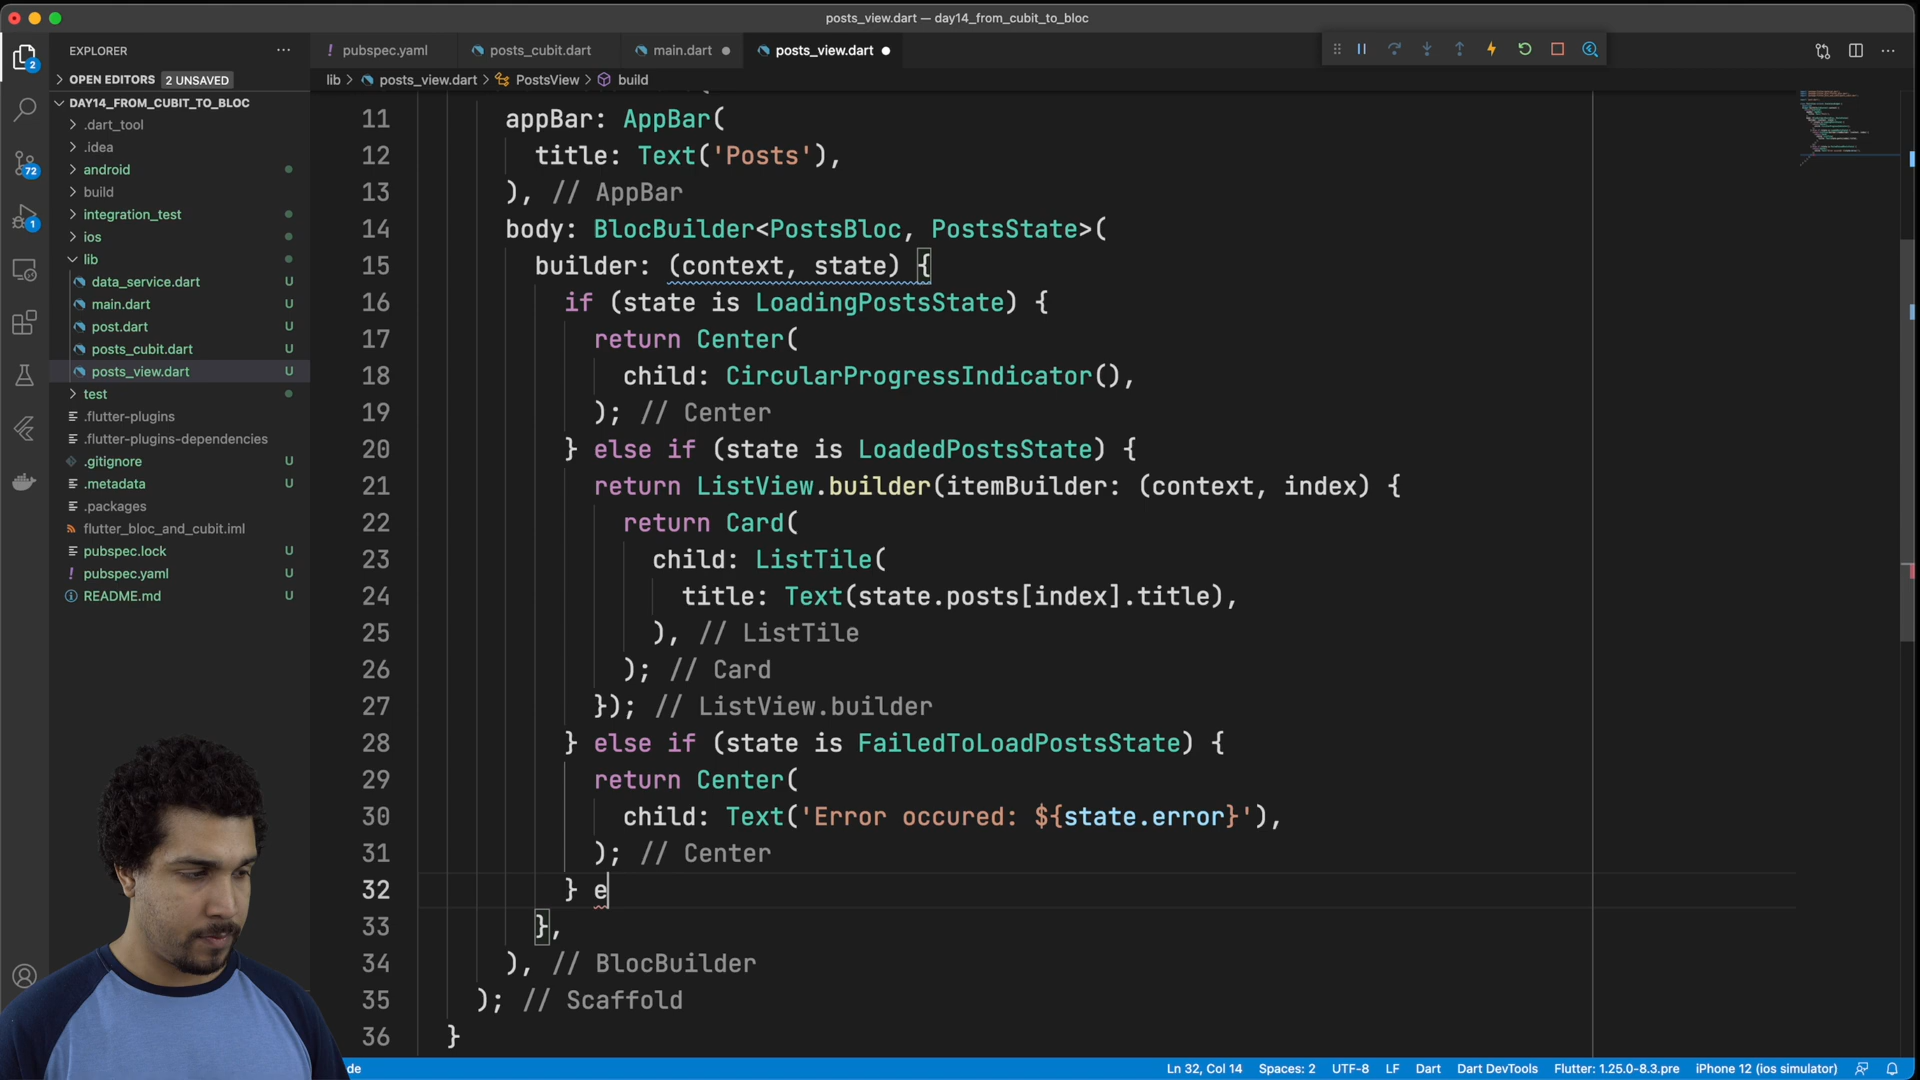 posts_view.dart — day14_from_cubit_to_bloc
EXPLORER
pubspec.yaml
posts_cubit.dart
main.dart
posts_view.dart
OPEN EDITORS 2 UNSAVED
lib > posts_view.dart > PostsView > build
DAY14_FROM_CUBIT_TO_BLOC
.dart_tool
.idea
android
build
integration_test
ios
lib
data_service.dart U
main.dart U
post.dart U
posts_cubit.dart U
posts_view.dart U
test
.flutter-plugins
.flutter-plugins-dependencies
.gitignore U
.metadata U
.packages
flutter_bloc_and_cubit.iml
pubspec.lock U
pubspec.yaml U
README.md U
2
72
1
11 appBar: AppBar(
12 title: Text('Posts'),
13 ), // AppBar
14 body: BlocBuilder<PostsBloc, PostsState>(
15 builder: (context, state) {
16 if (state is LoadingPostsState) {
17 return Center(
18 child: CircularProgressIndicator(),
19 ); // Center
20 } else if (state is LoadedPostsState) {
21 return ListView.builder(itemBuilder: (context, index) {
22 return Card(
23 child: ListTile(
24 title: Text(state.posts[index].title),
25 ), // ListTile
26 ); // Card
27 }); // ListView.builder
28 } else if (state is FailedToLoadPostsState) {
29 return Center(
30 child: Text('Error occured: ${state.error}'),
31 ); // Center
32 } e
33 },
34 ), // BlocBuilder
35 ); // Scaffold
36 }
de
Ln 32, Col 14 Spaces: 2 UTF-8 LF Dart Dart DevTools Flutter: 1.25.0-8.3.pre iPhone 12 (ios simulator)